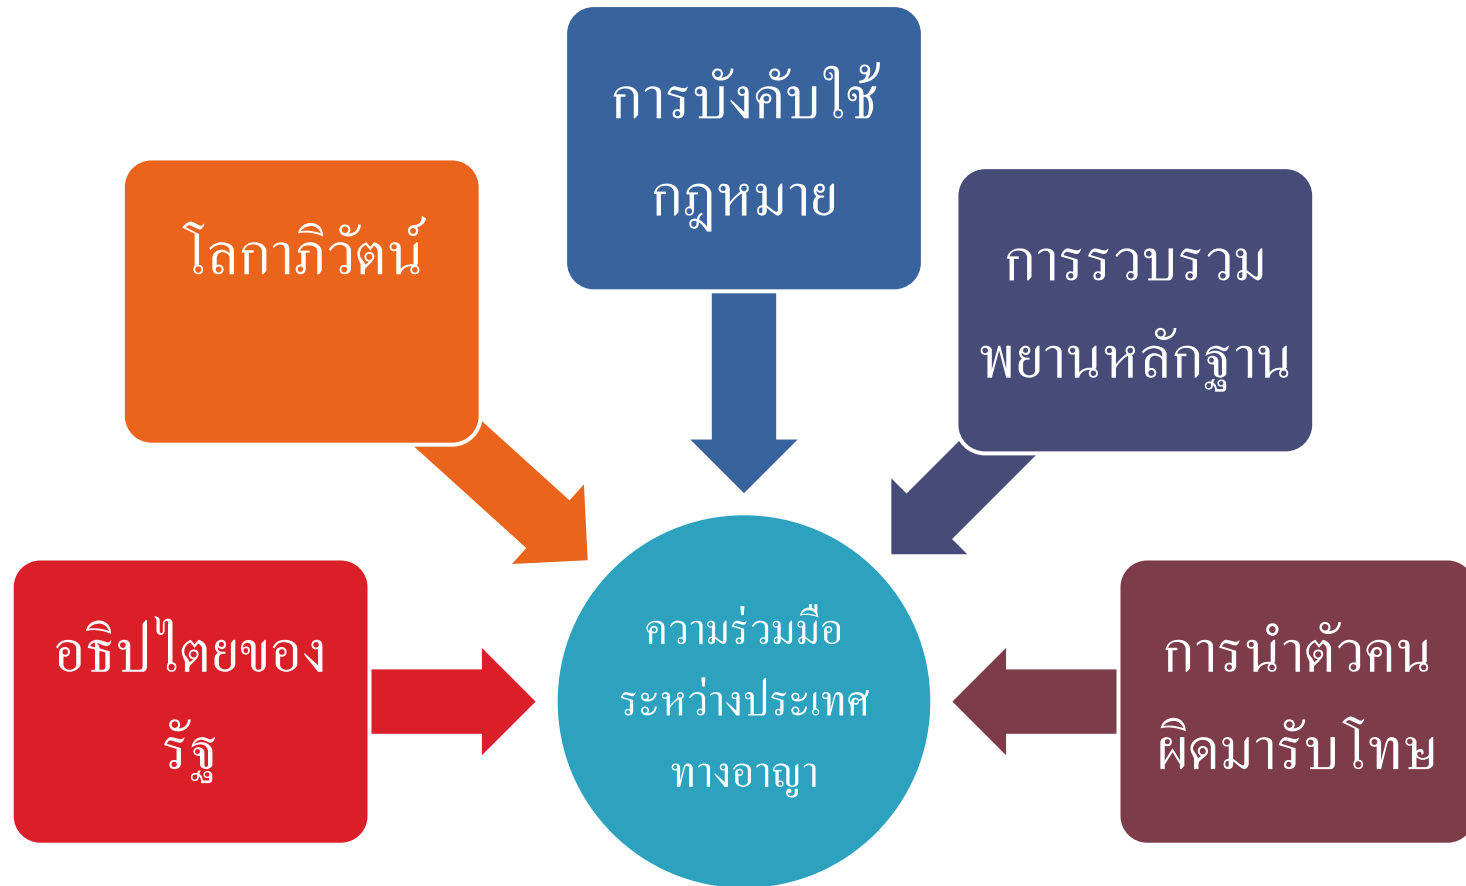 การบังคับใช้
กฎหมาย
โลกาภิวัตน์
การรวบรวม
พยานหลักฐาน
อธิปไตยของ
รัฐ
ความร่วมมือ
ระหว่างประเทศ
ทางอาญา
การนำตัวคน
ผิดมารับโทษ